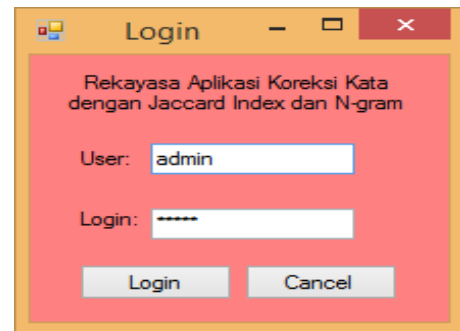 Login
Rekayasa Aplikasi Koreksi Kata
dengan Jaccard Index dan N-gram
User: admin
Login: *****
Login Cancel